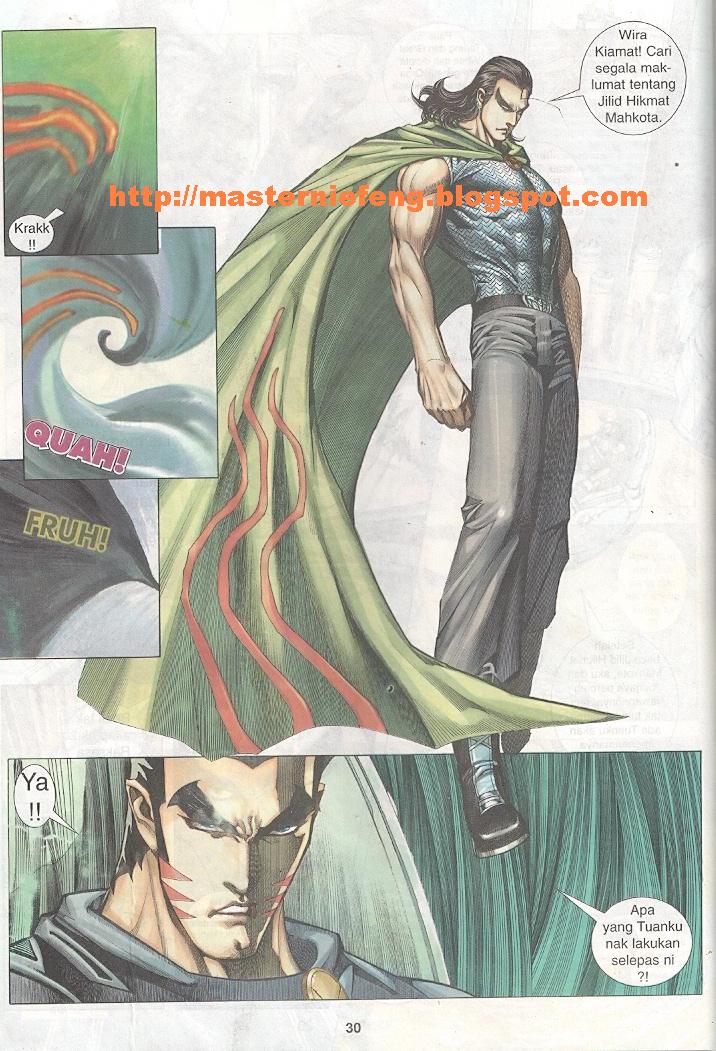 Wira
Kiamat! Cari
segala mak-
lumat tentang
Jilid Hikmat
Mahkota.
http://masterniefeng.blogspot.com
Krakk
!!
QUAH!
FRUH!
Ya
!!
Apa
yang Tuanku
nak lakukan
selepas ni
?!
30